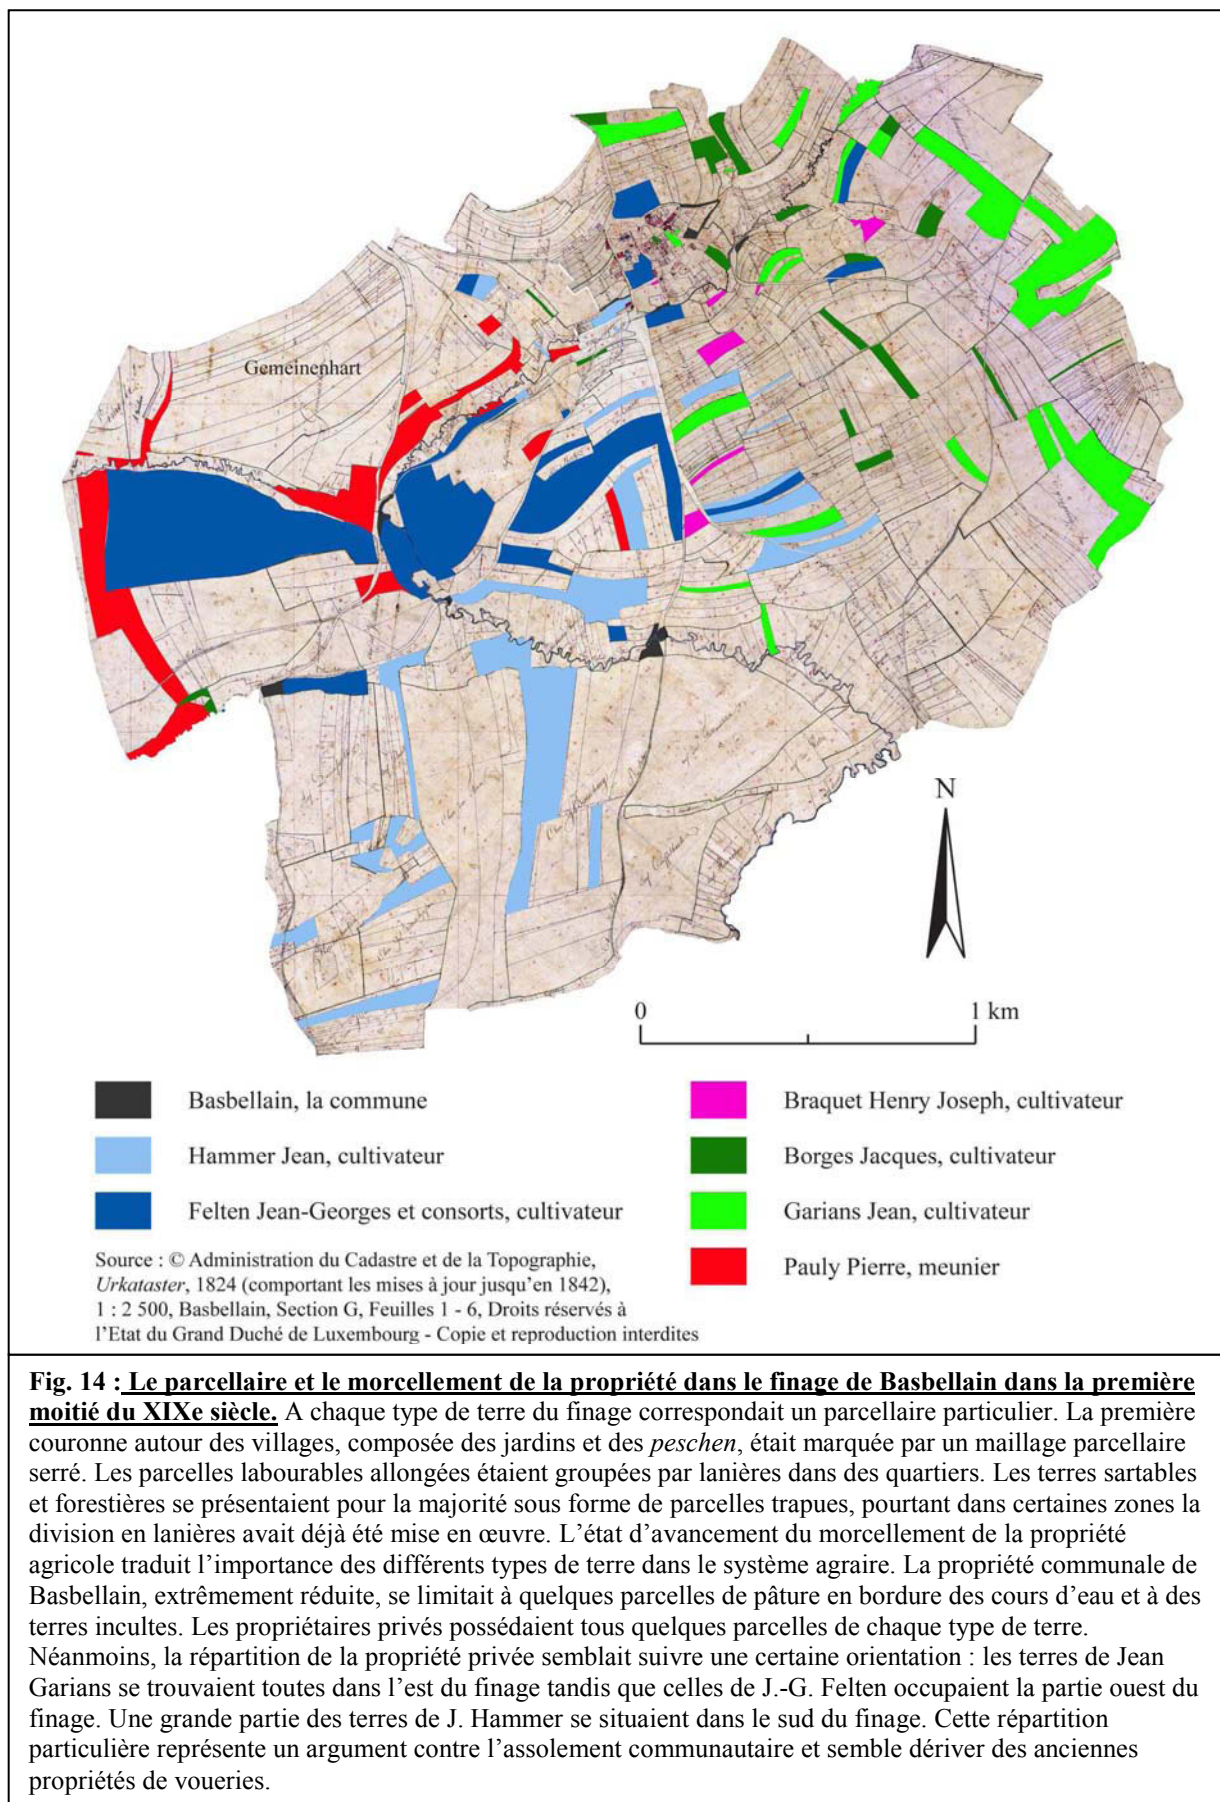 Gemeinenhart
N
0 1 km
Basbellain, la commune
Hammer Jean, cultivateur
Felten Jean-Georges et consorts, cultivateur
Braquet Henry Joseph, cultivateur
Borges Jacques, cultivateur
Garians Jean, cultivateur
Pauly Pierre, meunier
Source : © Administration du Cadastre et de la Topographie,
Urkataster, 1824 (comportant les mises à jour jusqu'en 1842),
1 : 2 500, Basbellain, Section G, Feuilles 1 - 6, Droits réservés à
l'Etat du Grand Duché de Luxembourg - Copie et reproduction interdites
Fig. 14 : Le parcellaire et le morcellement de la propriété dans le finage de Basbellain dans la première
moitié du XIXe siècle. A chaque type de terre du finage correspondait un parcellaire particulier. La première
couronne autour des villages, composée des jardins et des peschen, était marquée par un maillage parcellaire
serré. Les parcelles labourables allongées étaient groupées par lanières dans des quartiers. Les terres sartables
et forestières se présentaient pour la majorité sous forme de parcelles trapues, pourtant dans certaines zones la
division en lanières avait déjà été mise en œuvre. L'état d'avancement du morcellement de la propriété
agricole traduit l'importance des différents types de terre dans le système agraire. La propriété communale de
Basbellain, extrêmement réduite, se limitait à quelques parcelles de pâture en bordure des cours d'eau et à des
terres incultes. Les propriétaires privés possédaient tous quelques parcelles de chaque type de terre.
Néanmoins, la répartition de la propriété privée semblait suivre une certaine orientation : les terres de Jean
Garians se trouvaient toutes dans l'est du finage tandis que celles de J.-G. Felten occupaient la partie ouest du
finage. Une grande partie des terres de J. Hammer se situaient dans le sud du finage. Cette répartition
particulière représente un argument contre l'assolement communautaire et semble dériver des anciennes
propriétés de voueries.